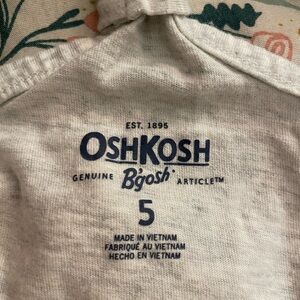 EST. 1895
OSHKOSH
GENUINE B'gosh ARTICLE™
5
MADE IN VIETNAM
FABRIQUÉ AU VIETNAM
HECHO EN VIETNAM